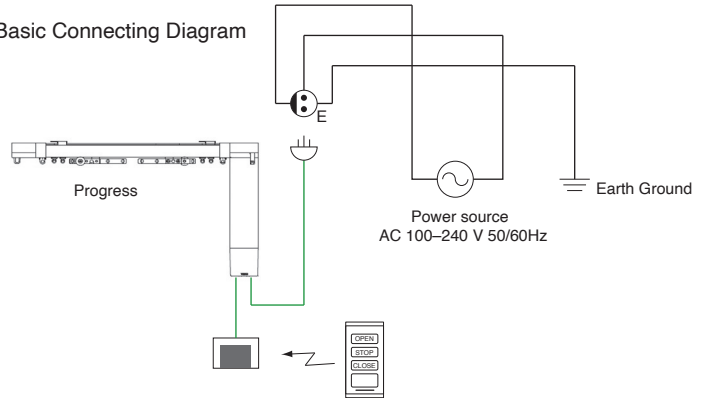 Basic Connecting Diagram
E
Progress
Earth Ground
Power source
AC 100–240 V 50/60Hz
OPEN
STOP
CLOSE